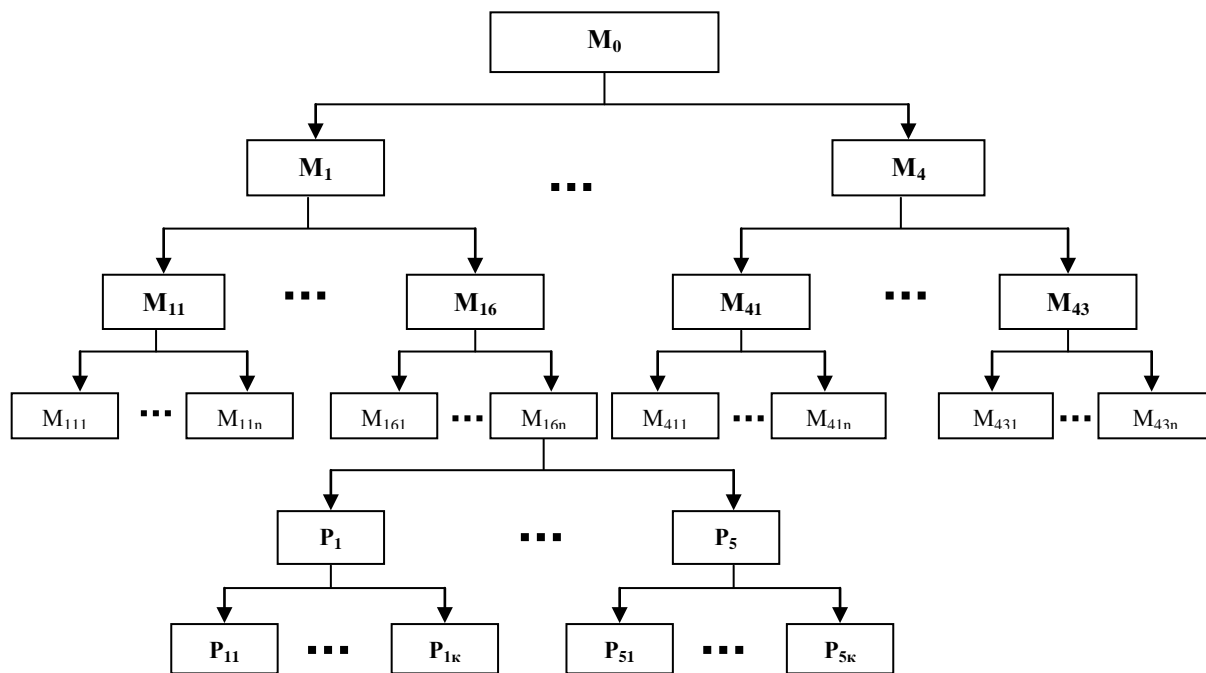 M₀
M₁ ... M₄
M₁₁ ... M₁₆ M₄₁ ... M₄₃
M₁₁₁ ... M₁₁ₙ M₁₆₁ ... M₁₆ₙ M₄₁₁ ... M₄₁ₙ M₄₃₁ ... M₄₃ₙ
P₁ ... P₅
P₁₁ ... P₁к P₅₁ ... P₅к